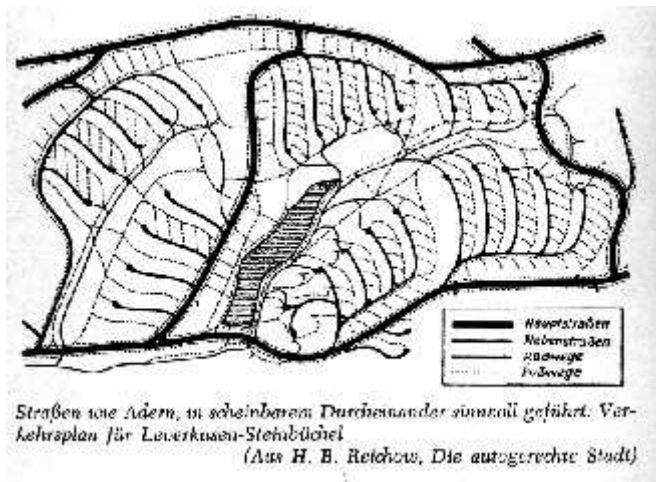 Hauptstraßen
Nebenstraßen
Radwege
Fußwege
Straßen wie Adern, in scheinbarem Durcheinander sinnvoll geführt: Ver-
kehrsplan für Leverkusen-Steinbüchel
(Aus H. B. Reichow, Die autogerechte Stadt)